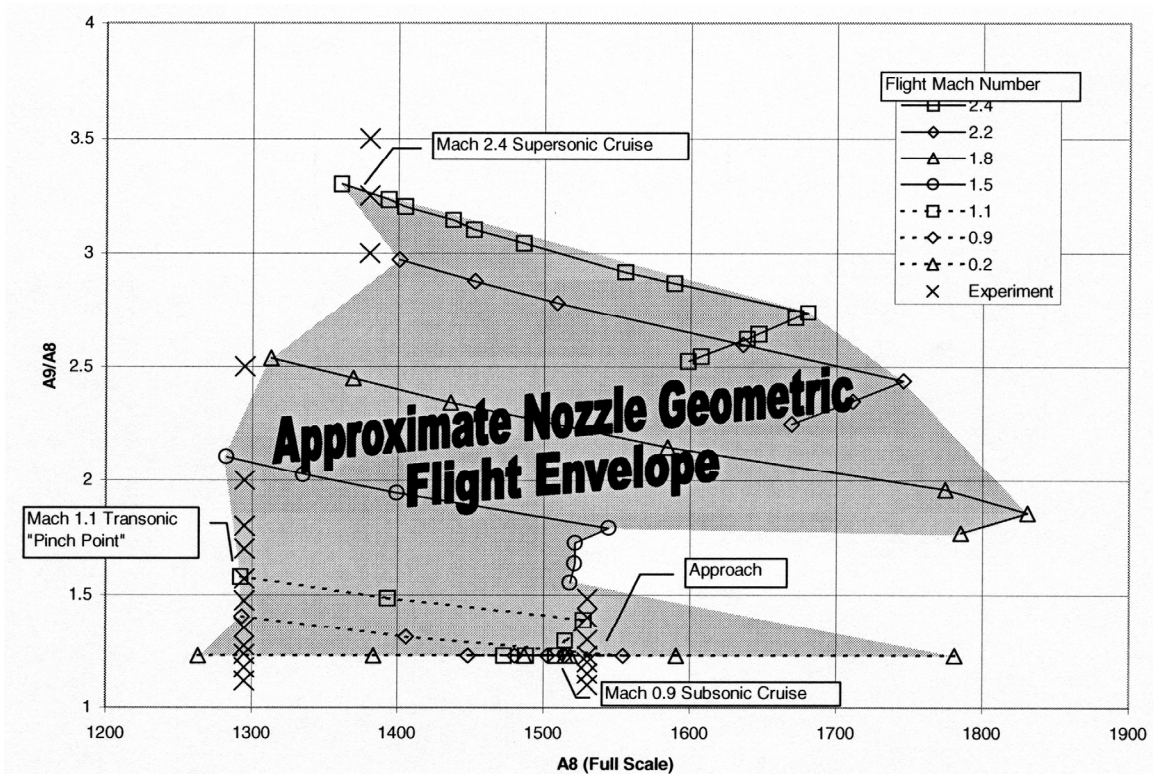 4
3.5
3
2.5
2
1.5
1
A9/A8
1200
1300
1400
1500
1600
1700
1800
1900
A8 (Full Scale)
Flight Mach Number
2.4
2.2
1.8
1.5
1.1
0.9
0.2
Experiment
Mach 2.4 Supersonic Cruise
Approximate Nozzle Geometric
Flight Envelope
Mach 1.1 Transonic
"Pinch Point"
Approach
Mach 0.9 Subsonic Cruise